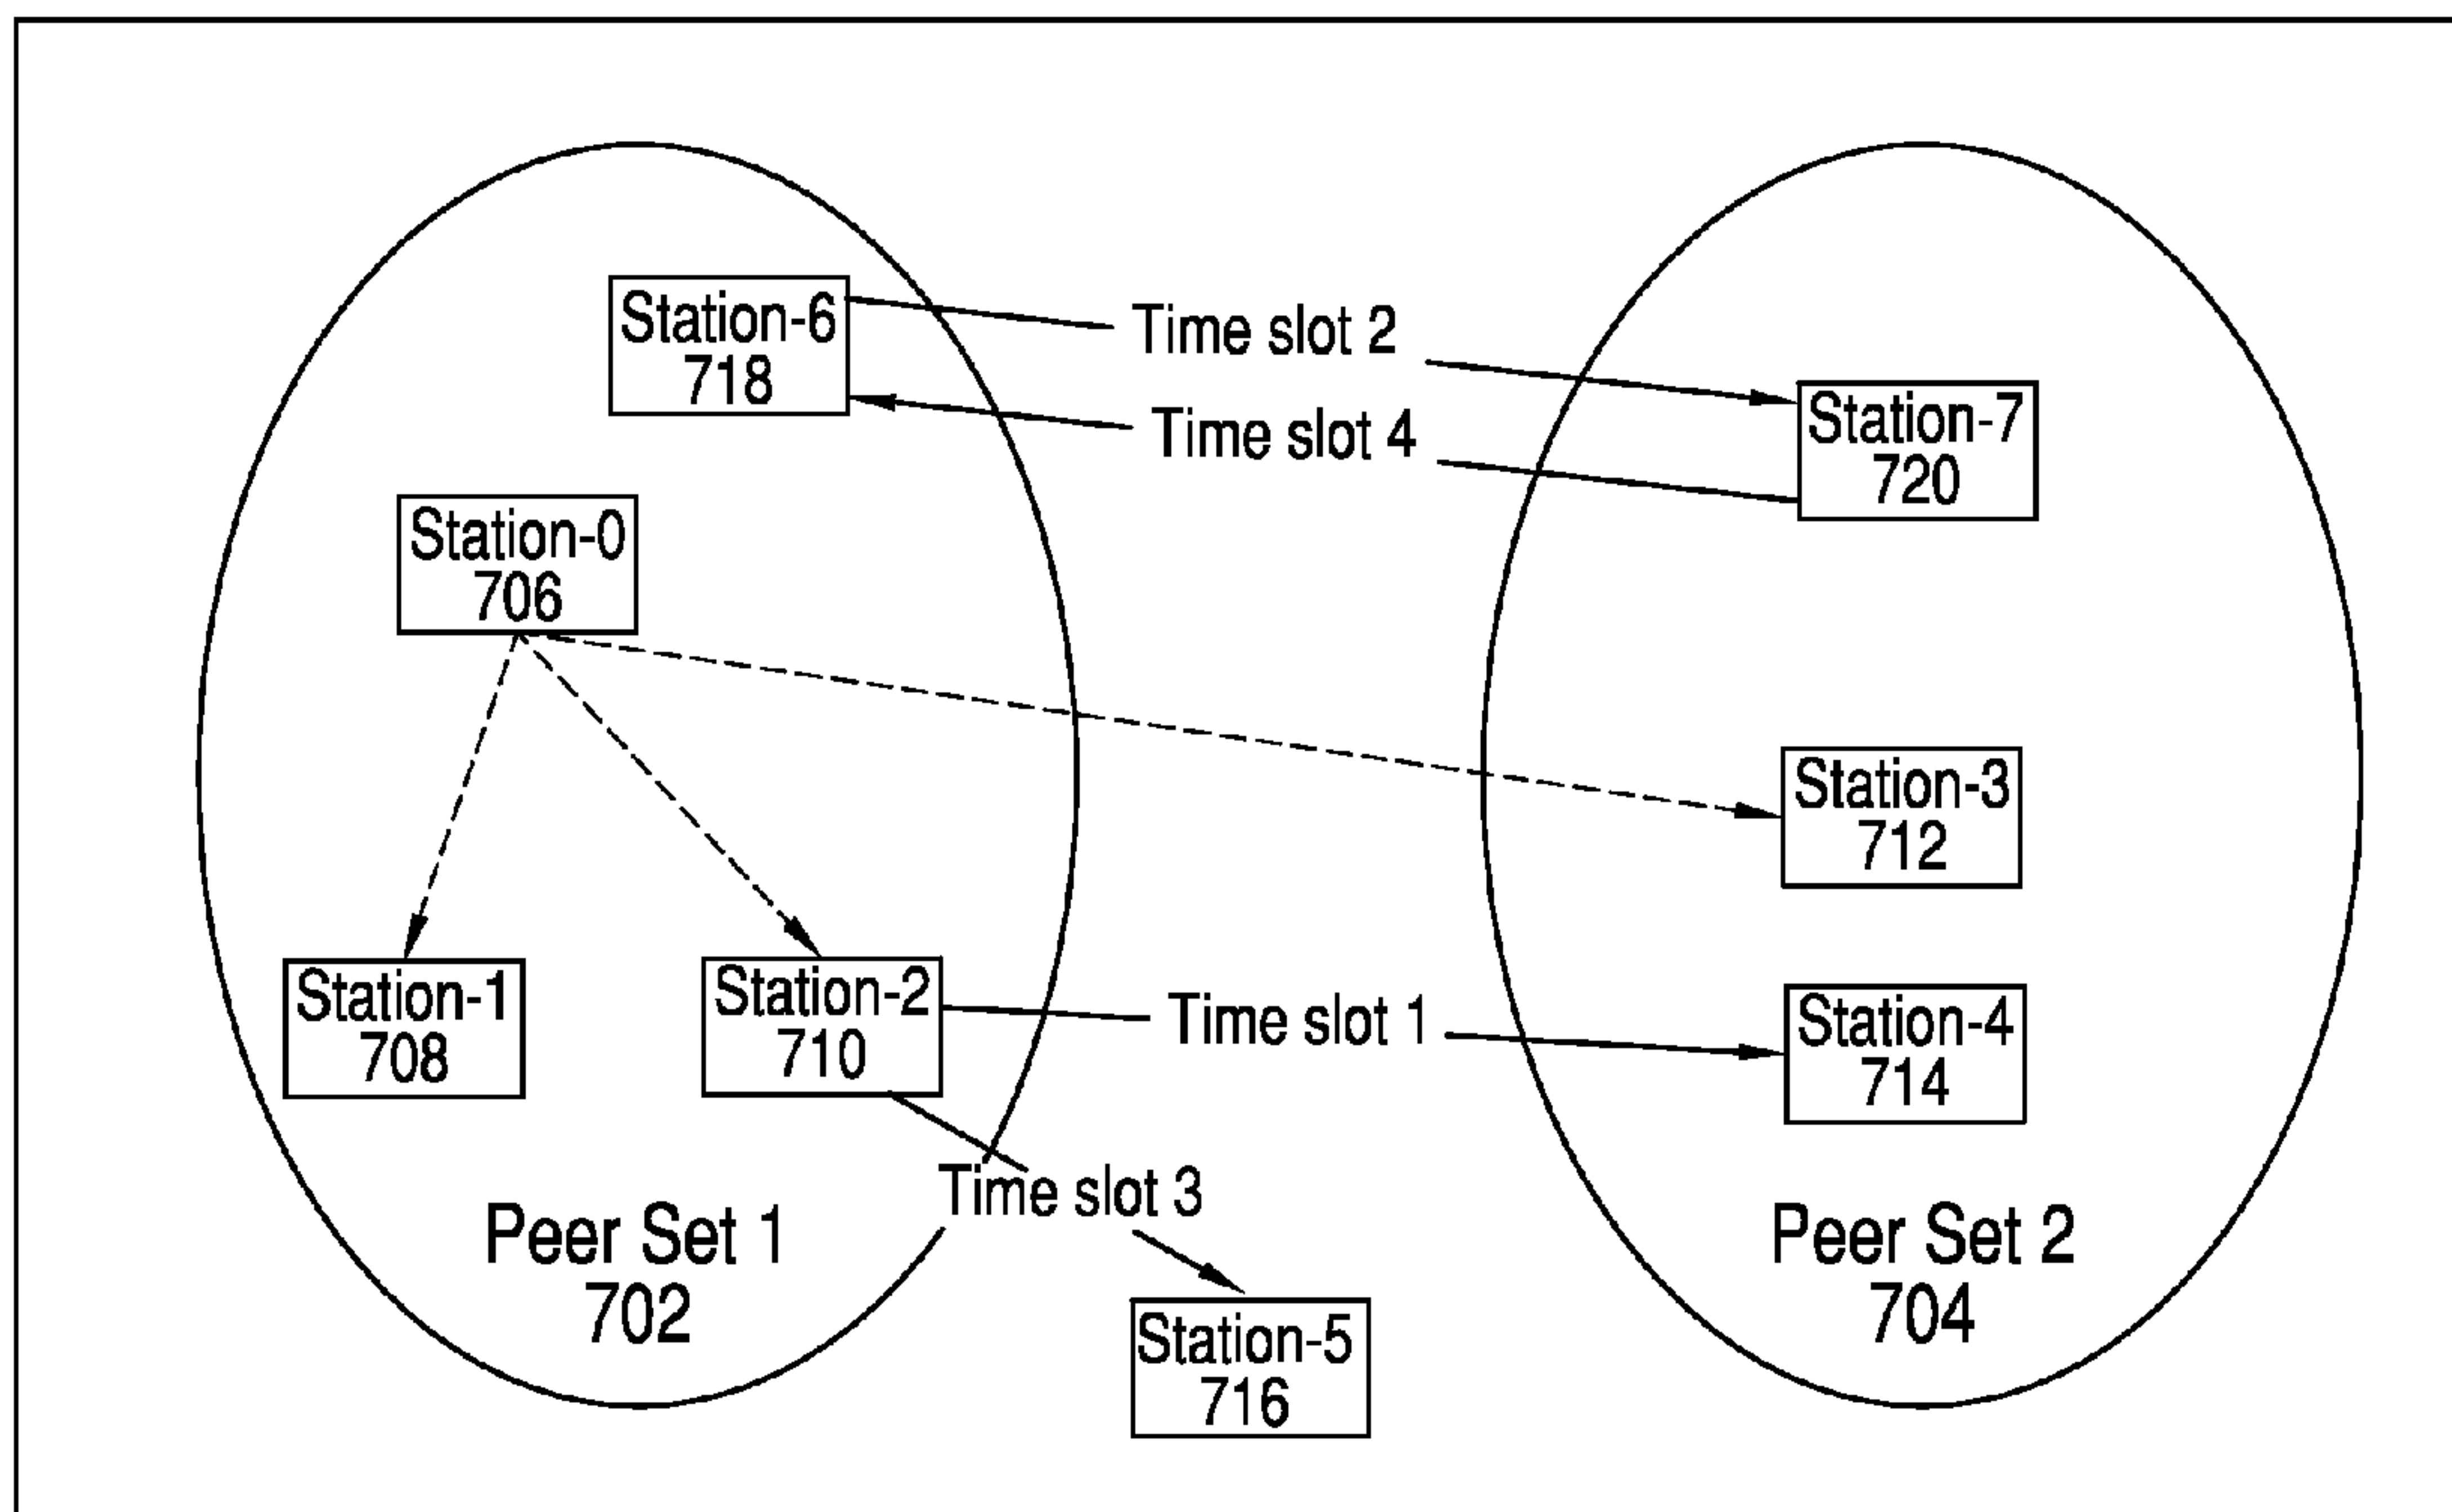 Station-6
718
Time slot 2
Time slot 4
Station-7
720
Station-0
706
Station-3
712
Station-1
708
Station-2
710
Time slot 1
Station-4
714
Time slot 3
Peer Set 1
702
Peer Set 2
704
Station-5
716